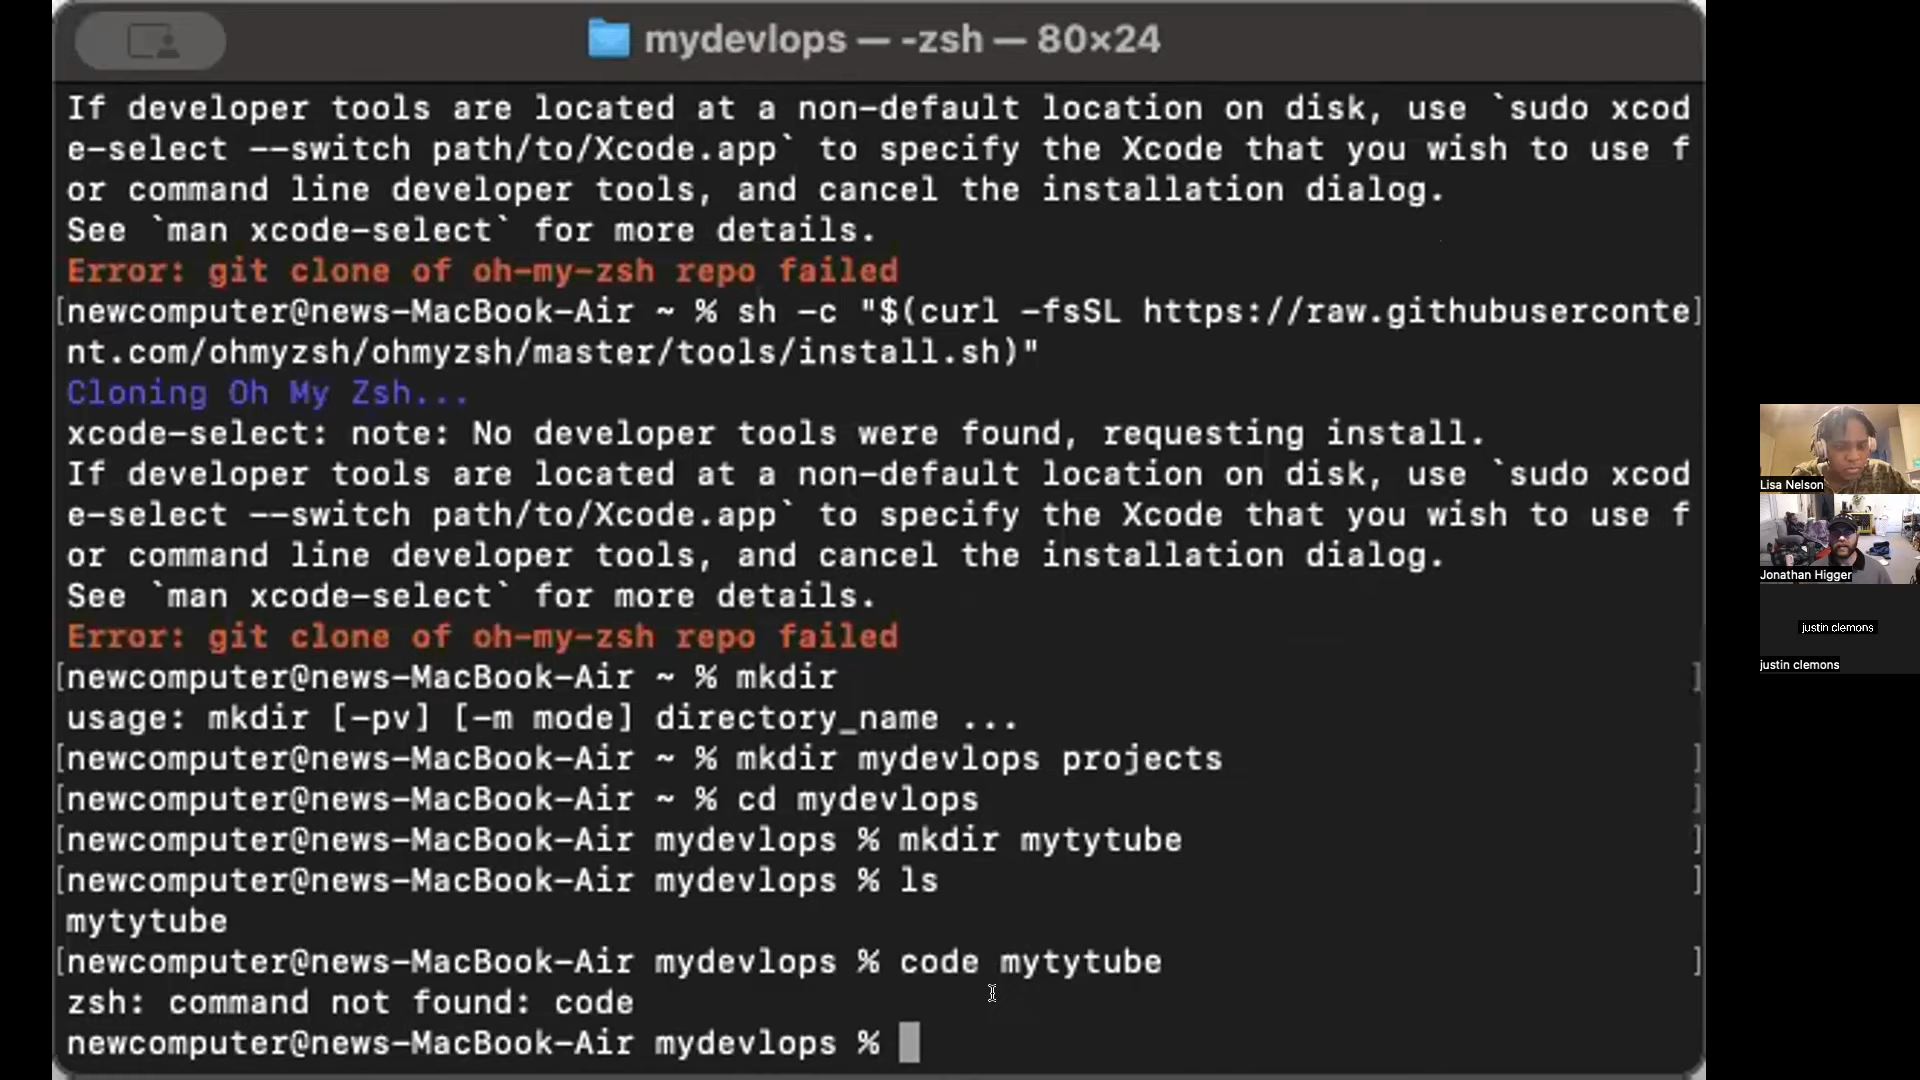 mydevlops — -zsh — 80×24
If developer tools are located at a non-default location on disk, use `sudo xcod
e-select --switch path/to/Xcode.app` to specify the Xcode that you wish to use f
or command line developer tools, and cancel the installation dialog.
See `man xcode-select` for more details.
Error: git clone of oh-my-zsh repo failed
[newcomputer@news-MacBook-Air ~ % sh -c "$(curl -fsSL https://raw.githubuserconte]
nt.com/ohmyzsh/ohmyzsh/master/tools/install.sh)"
Cloning Oh My Zsh...
xcode-select: note: No developer tools were found, requesting install.
If developer tools are located at a non-default location on disk, use `sudo xcod
e-select --switch path/to/Xcode.app` to specify the Xcode that you wish to use f
or command line developer tools, and cancel the installation dialog.
See `man xcode-select` for more details.
Error: git clone of oh-my-zsh repo failed
[newcomputer@news-MacBook-Air ~ % mkdir ]
usage: mkdir [-pv] [-m mode] directory_name ...
[newcomputer@news-MacBook-Air ~ % mkdir mydevlops projects ]
[newcomputer@news-MacBook-Air ~ % cd mydevlops ]
[newcomputer@news-MacBook-Air mydevlops % mkdir mytytube ]
[newcomputer@news-MacBook-Air mydevlops % ls ]
mytytube
[newcomputer@news-MacBook-Air mydevlops % code mytytube ]
zsh: command not found: code
newcomputer@news-MacBook-Air mydevlops %
Lisa Nelson
Jonathan Higger
justin clemons
justin clemons